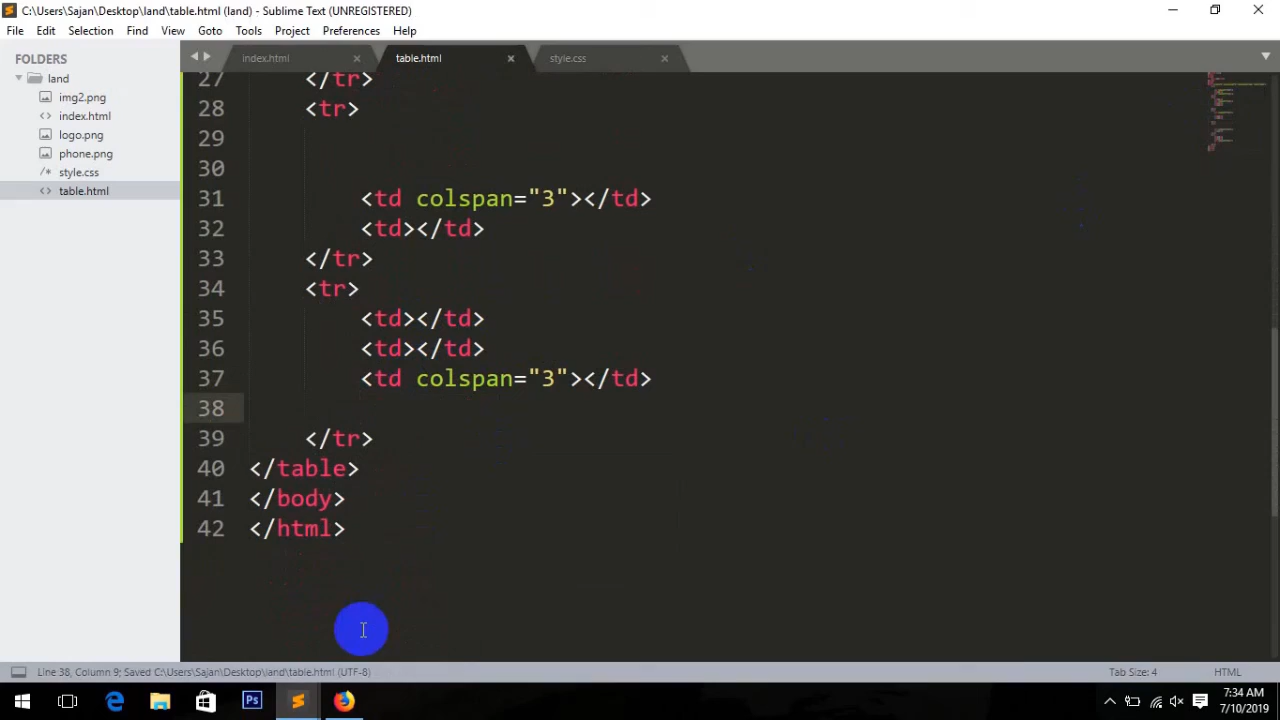 C:\Users\Sajan\Desktop\land\table.html (land) - Sublime Text (UNREGISTERED)
File Edit Selection Find View Goto Tools Project Preferences Help
FOLDERS
land
img2.png
index.html
logo.png
phone.png
style.css
table.html
index.html table.html style.css
27 </tr>
28 <tr>
29
30
31 <td colspan="3"></td>
32 <td></td>
33 </tr>
34 <tr>
35 <td></td>
36 <td></td>
37 <td colspan="3"></td>
38
39 </tr>
40 </table>
41 </body>
42 </html>
Line 38, Column 9; Saved C:\Users\Sajan\Desktop\land\table.html (UTF-8) Tab Size: 4 HTML
Ps
7:34 AM
7/10/2019